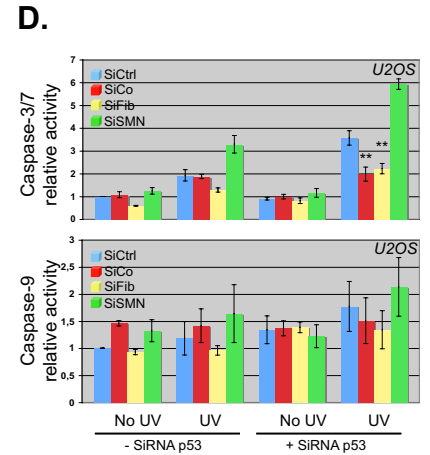 D.
Caspase-3/7
relative activity
7
6
5
4
3
2
1
0
U2OS
SiCtrl
SiCo
SiFib
SiSMN
**
**
Caspase-9
relative activity
3
2,5
2
1,5
1
0,5
0
U2OS
SiCtrl
SiCo
SiFib
SiSMN
No UV UV No UV UV
- SiRNA p53 + SiRNA p53